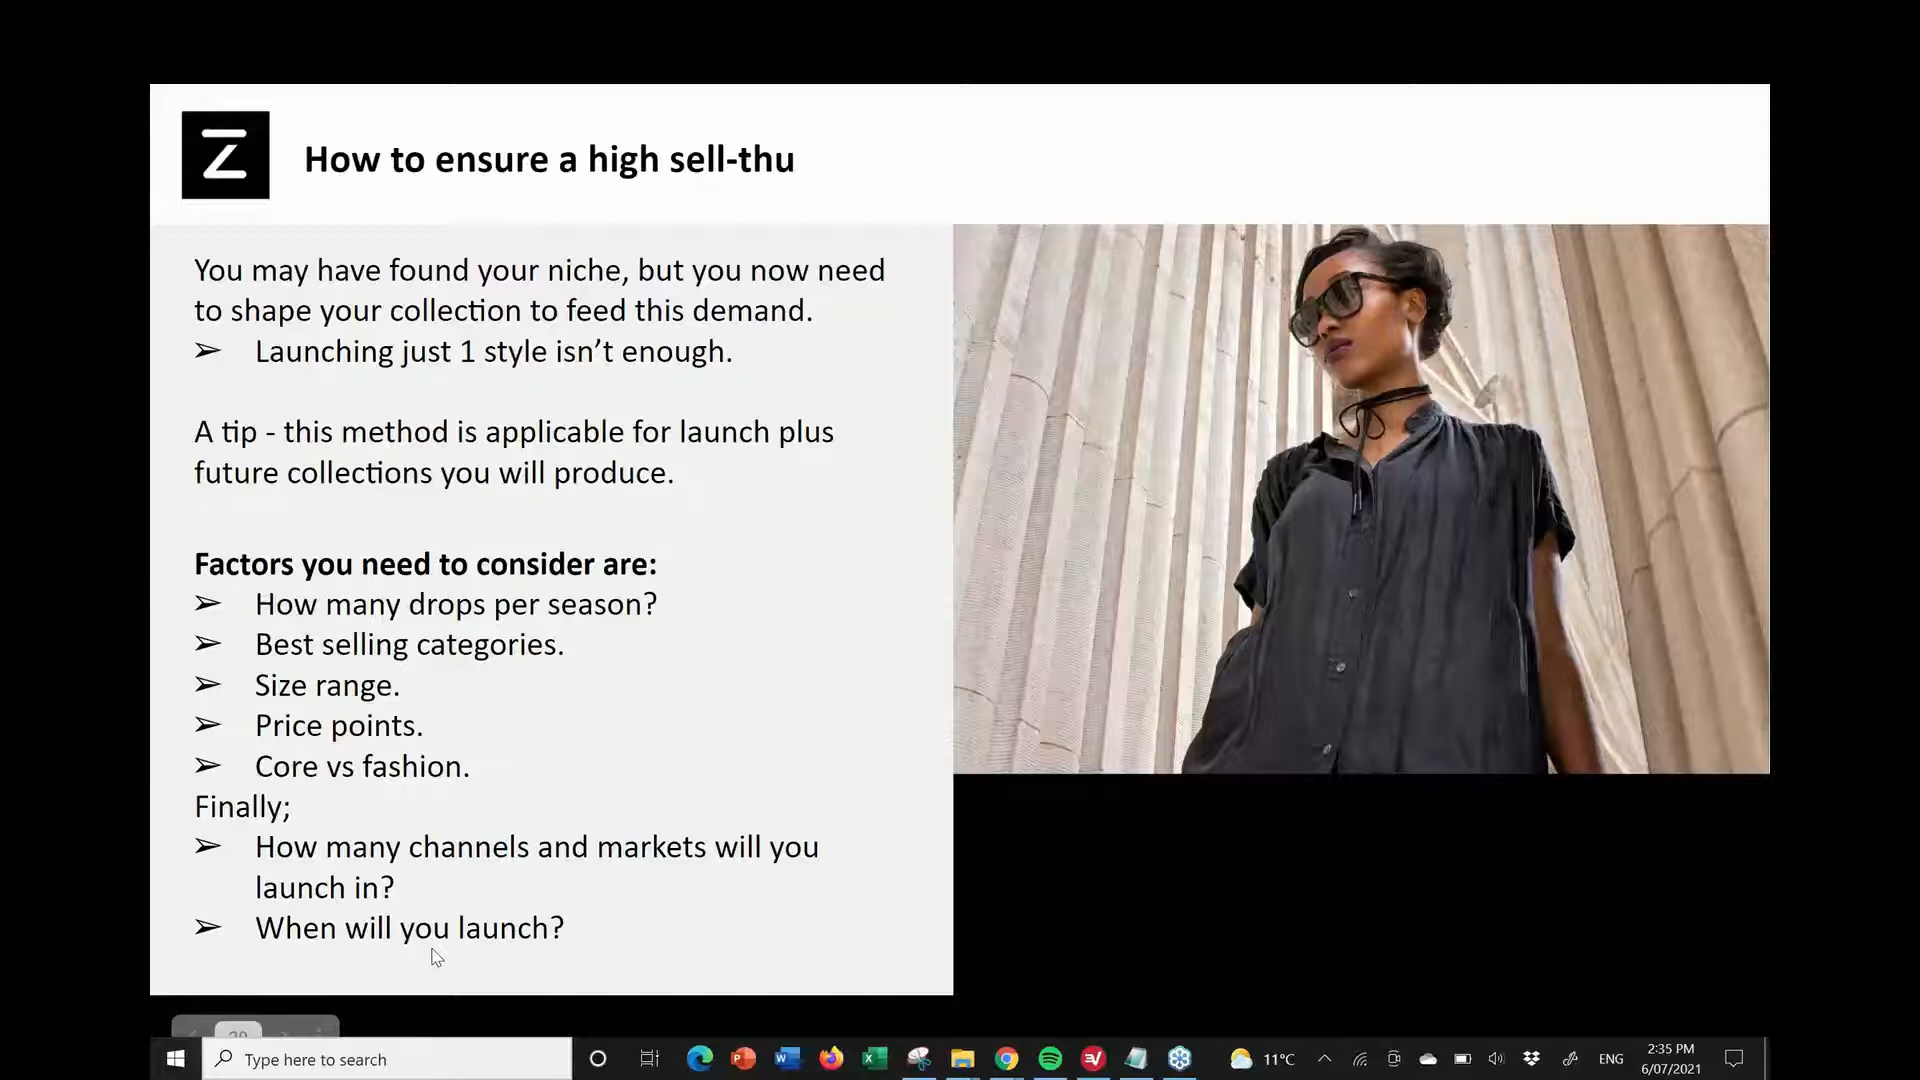 Z
How to ensure a high sell-thu
You may have found your niche, but you now need
to shape your collection to feed this demand.
➢ Launching just 1 style isn’t enough.
A tip - this method is applicable for launch plus
future collections you will produce.
Factors you need to consider are:
➢ How many drops per season?
➢ Best selling categories.
➢ Size range.
➢ Price points.
➢ Core vs fashion.
Finally;
➢ How many channels and markets will you
launch in?
➢ When will you launch?
Type here to search
11°C
ENG
2:35 PM
6/07/2021